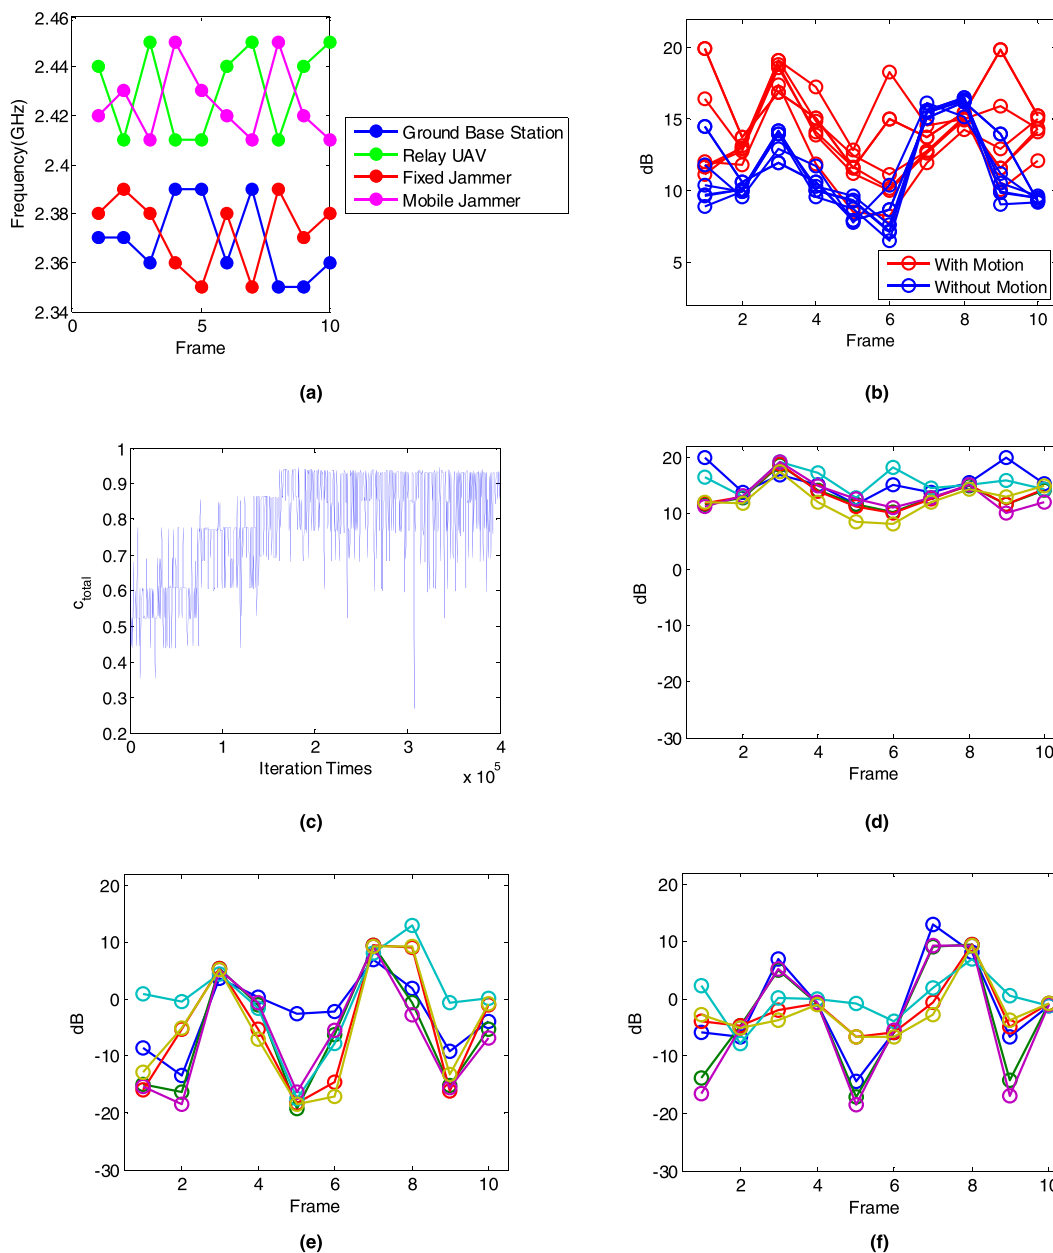 2.46
2.44
2.42
2.4
2.38
2.36
2.34
0
5
10
Frequency(GHz)
Frame
Ground Base Station
Relay UAV
Fixed Jammer
Mobile Jammer
(a)
20
15
10
5
2
4
6
8
10
dB
Frame
With Motion
Without Motion
(b)
1
0.9
0.8
0.7
0.6
0.5
0.4
0.3
0.2
0
1
2
3
4
c_total
Iteration Times
x 10^5
(c)
20
10
0
-10
-20
-30
2
4
6
8
10
dB
Frame
(d)
20
10
0
-10
-20
-30
2
4
6
8
10
dB
Frame
(e)
20
10
0
-10
-20
-30
2
4
6
8
10
dB
Frame
(f)